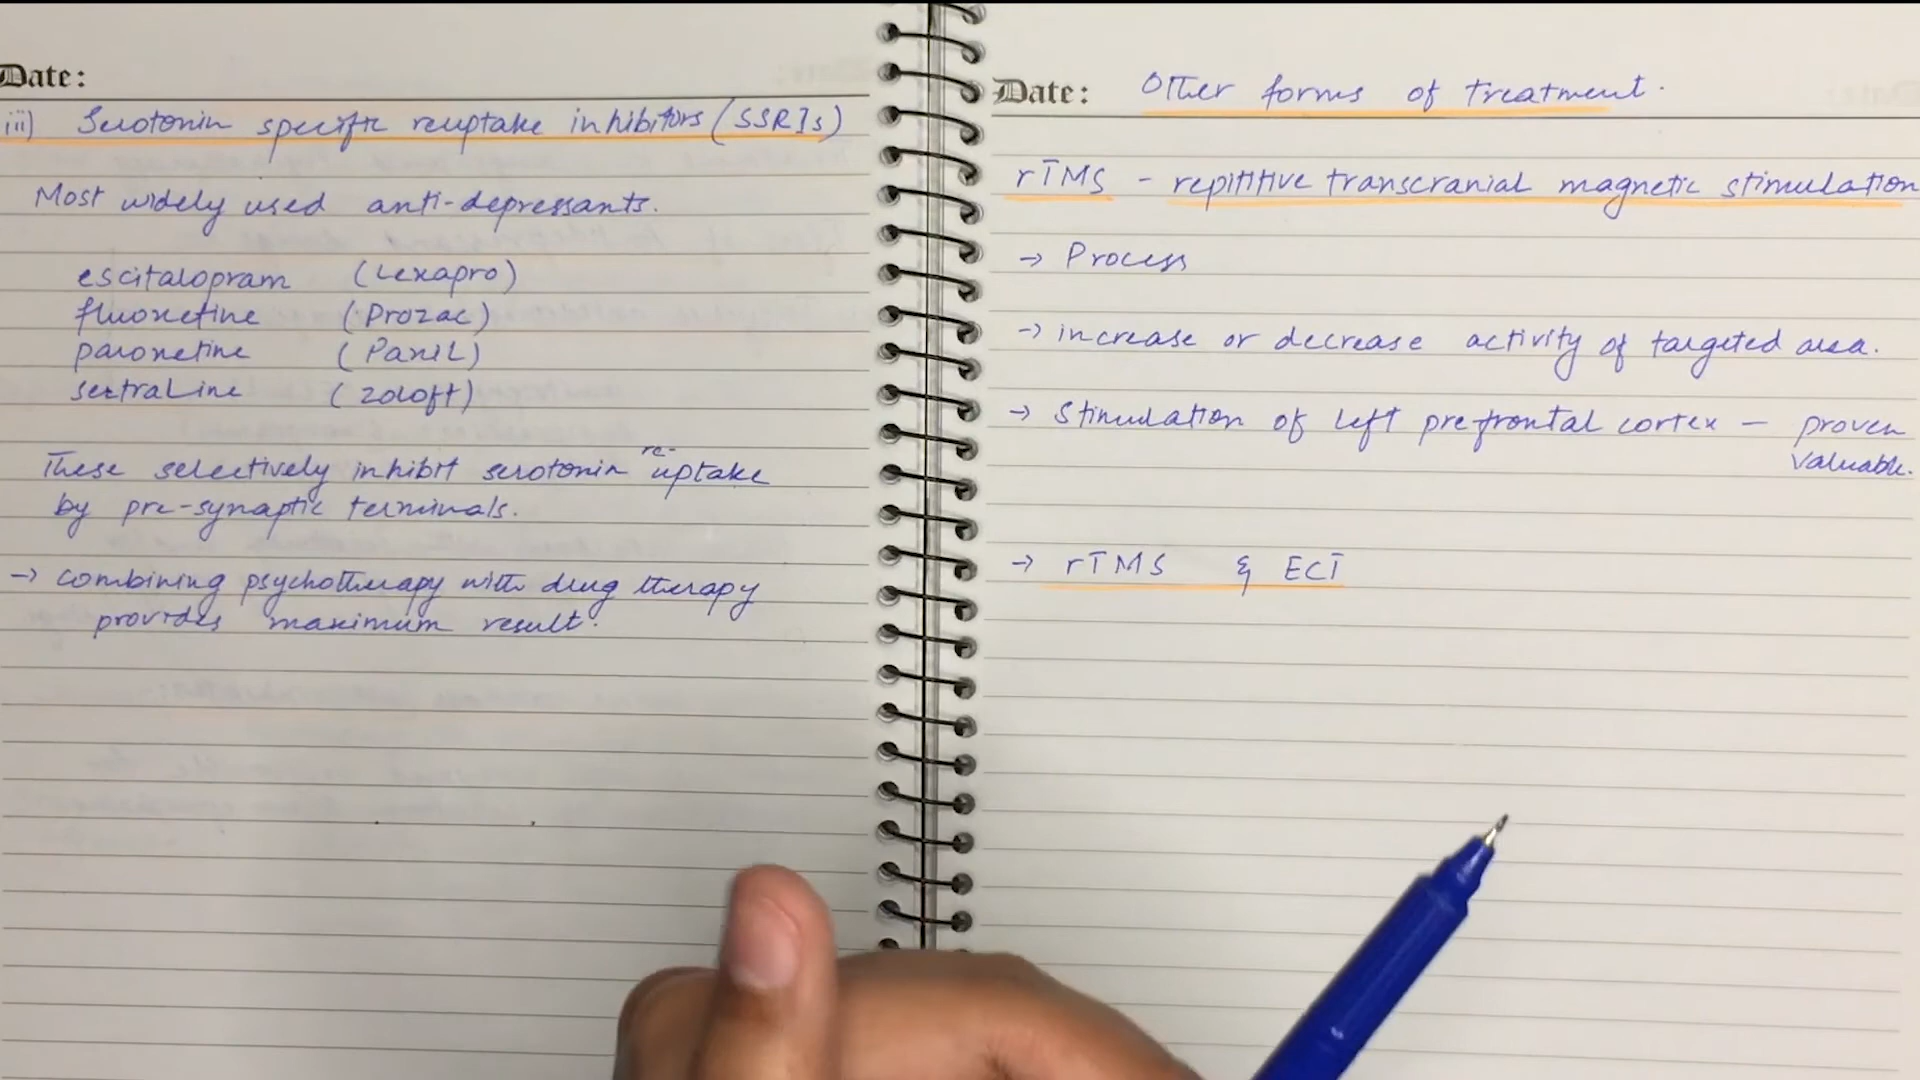 Date:
iii) Serotonin specific reuptake inhibitors (SSRIs)
Most widely used anti-depressants.
escitalopram (Lexapro)
fluoxetine (Prozac)
paroxetine (Paxil)
sertraline (Zoloft)
These selectively inhibit serotonin re-uptake
by pre-synaptic terminals.
→ combining psychotherapy with drug therapy
provides maximum result.
Date: Other forms of treatment.
rTMS - repititive transcranial magnetic stimulation
→ Process
→ increase or decrease activity of targeted area.
→ Stimulation of left prefrontal cortex – proven
valuable.
→ rTMS & ECT